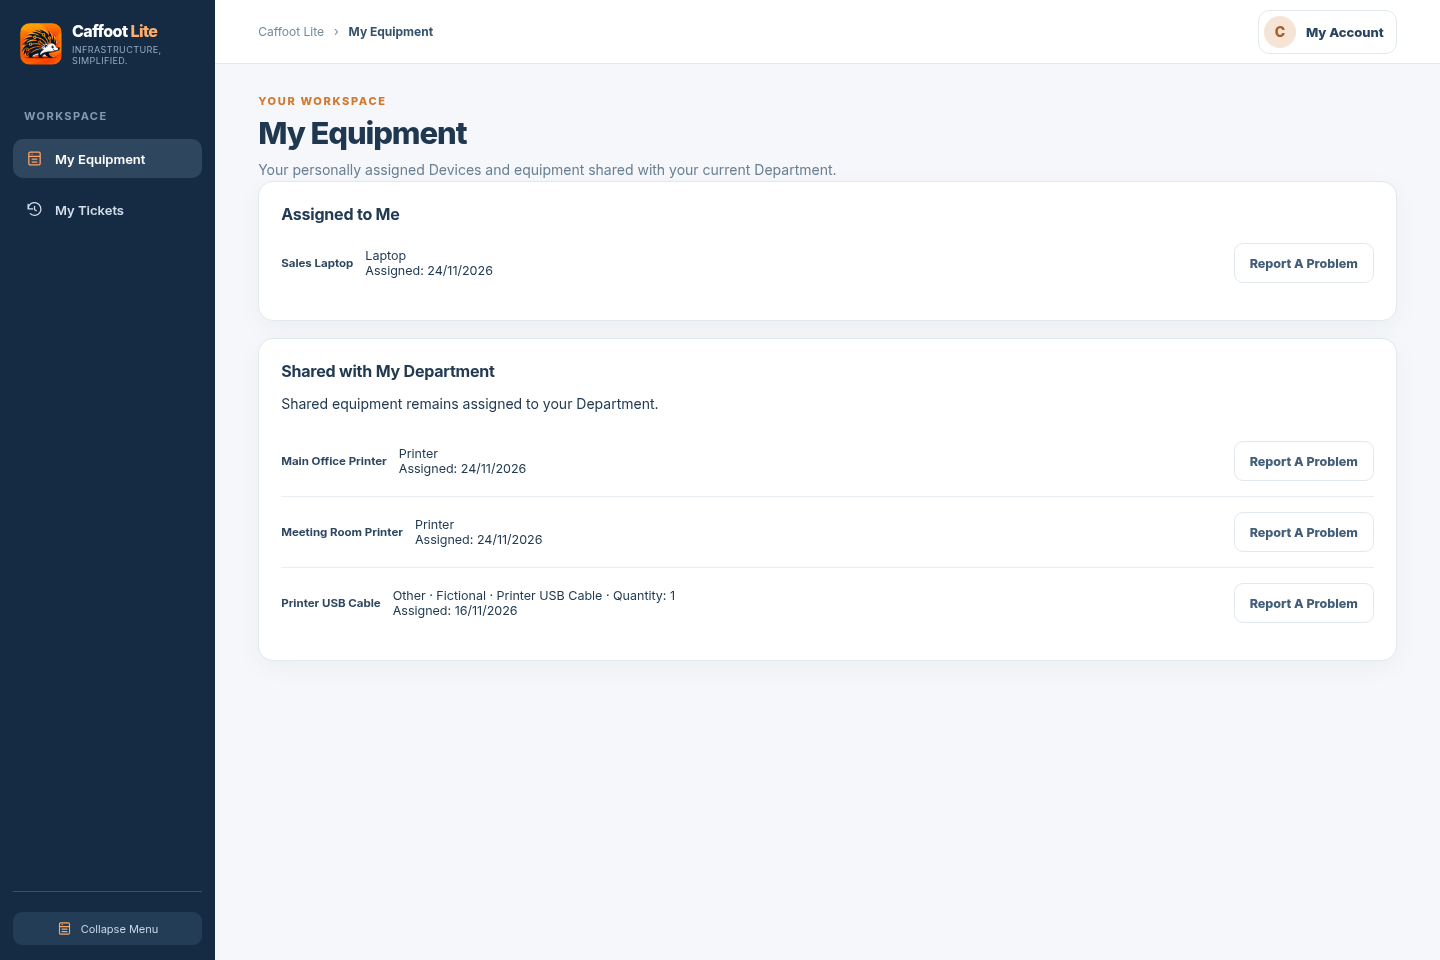 Caffoot Lite
INFRASTRUCTURE,
SIMPLIFIED.
WORKSPACE
My Equipment
My Tickets
Collapse Menu
Caffoot Lite › My Equipment
C My Account
YOUR WORKSPACE
My Equipment
Your personally assigned Devices and equipment shared with your current Department.
Assigned to Me
Sales Laptop
Laptop
Assigned: 24/11/2026
Report A Problem
Shared with My Department
Shared equipment remains assigned to your Department.
Main Office Printer
Printer
Assigned: 24/11/2026
Report A Problem
Meeting Room Printer
Printer
Assigned: 24/11/2026
Report A Problem
Printer USB Cable
Other · Fictional · Printer USB Cable · Quantity: 1
Assigned: 16/11/2026
Report A Problem